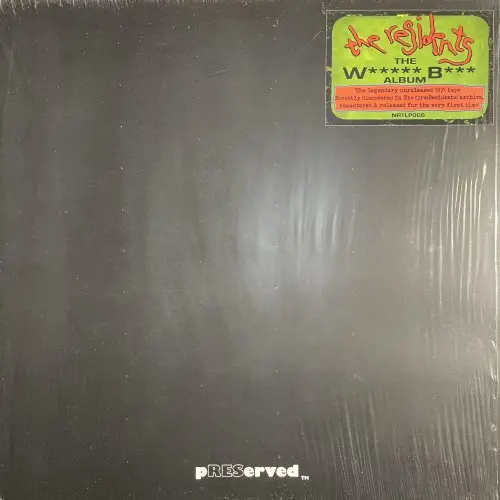 the residents
THE
W***** B***
ALBUM
The legendary unreleased 1971 tape
Recently discovered in The (pre)Residents' archive,
remastered & released for the very first time!
NRTLP006
pREServed TM